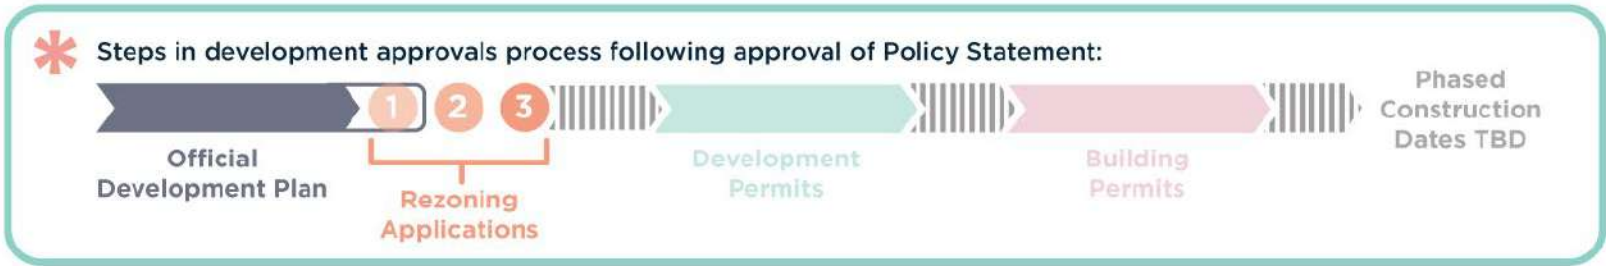 Steps in development approvals process following approval of Policy Statement:
1 2 3
Official
Development Plan
Rezoning
Applications
Development
Permits
Building
Permits
Phased
Construction
Dates TBD